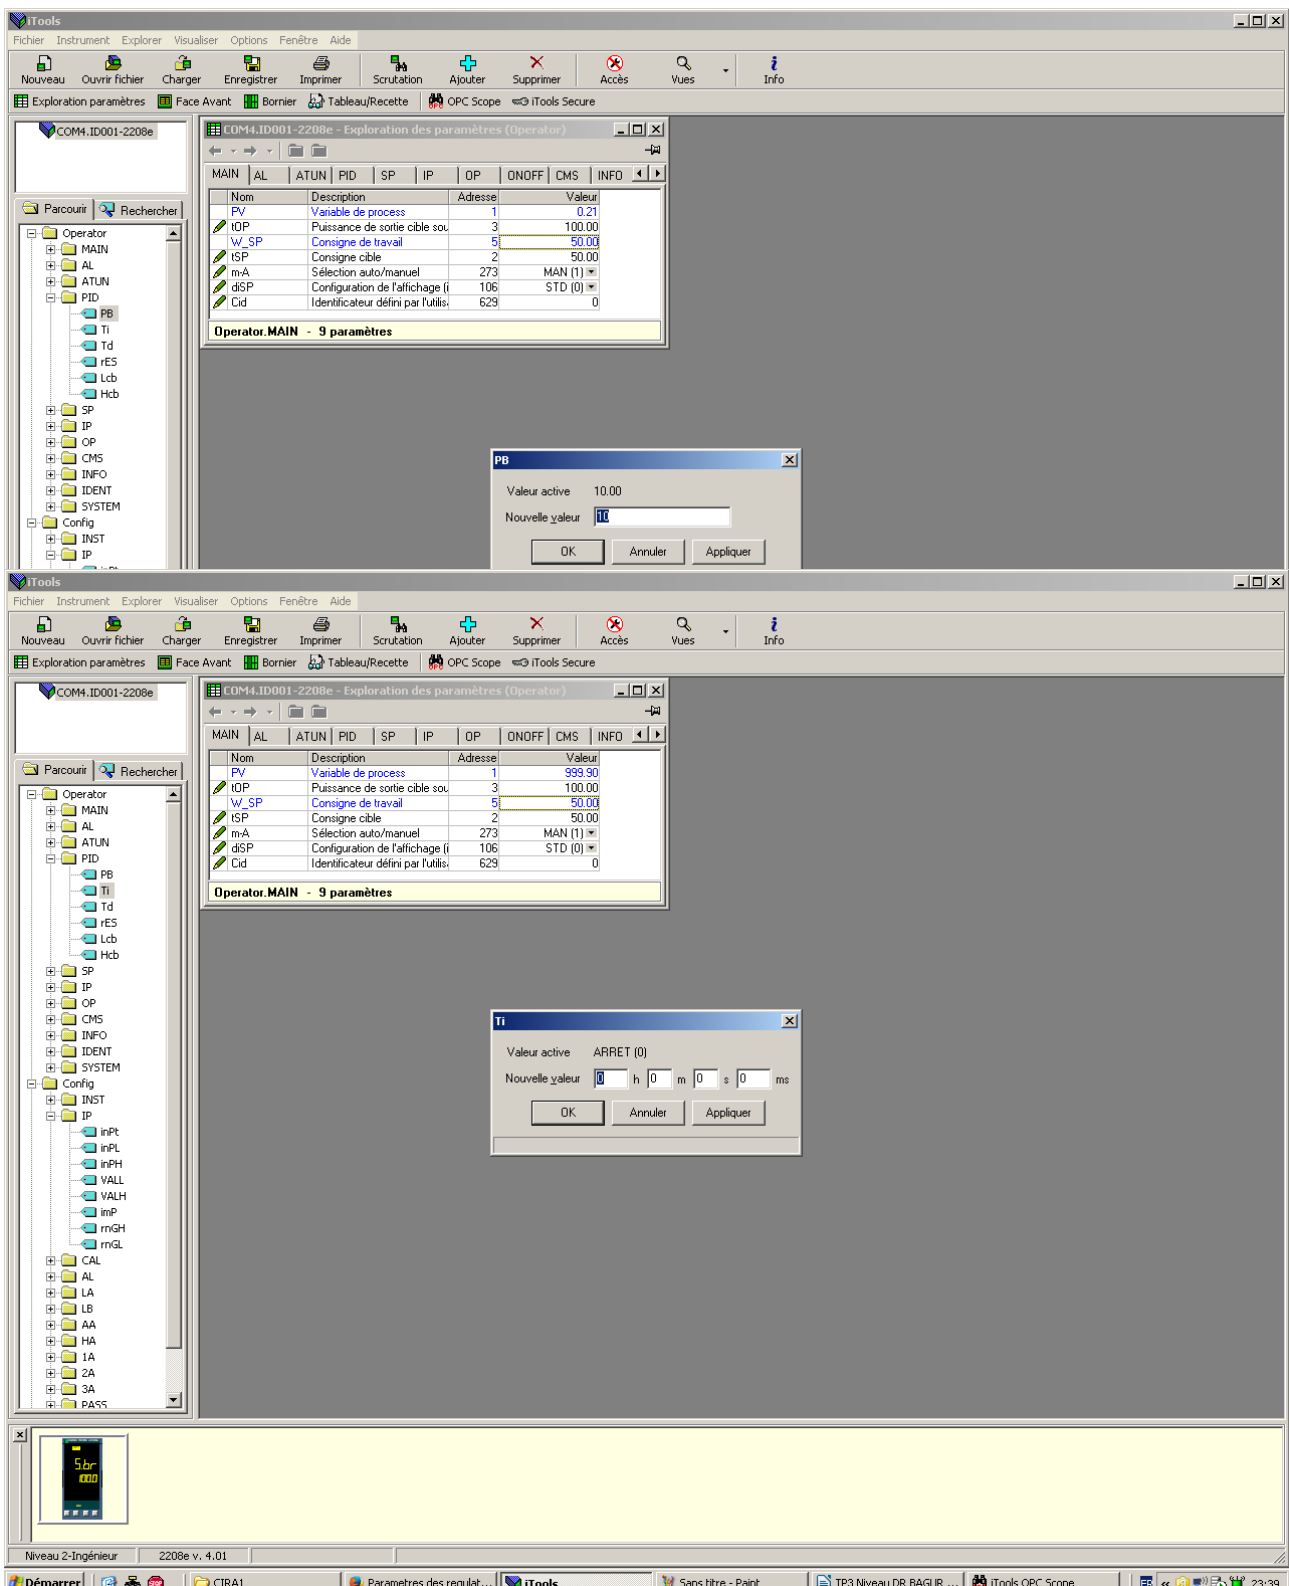 iTools
Fichier Instrument Explorer Visualiser Options Fenêtre Aide
Nouveau Ouvrir fichier Charger Enregistrer Imprimer Scrutation Ajouter Supprimer Accès Vues Info
Exploration paramètres Face Avant Bornier Tableau/Recette OPC Scope iTools Secure
COM4.ID001-2208e
COM4.ID001-2208e - Exploration des paramètres (Operator)
MAIN AL ATUN PID SP IP OP ONOFF CMS INFO
Nom Description Adresse Valeur
PV Variable de process 1 0.21
tOP Puissance de sortie cible sou 3 100.00
W_SP Consigne de travail 5 50.00
tSP Consigne cible 2 50.00
m-A Sélection auto/manuel 273 MAN (1)
diSP Configuration de l'affichage (i 106 STD (0)
Cid Identificateur défini par l'utilis 629 0
Operator.MAIN - 9 paramètres
Parcourir Rechercher
Operator
MAIN
AL
ATUN
PID
PB
Ti
Td
rES
Lcb
Hcb
SP
IP
OP
CMS
INFO
IDENT
SYSTEM
Config
INST
IP
PB
Valeur active 10.00
Nouvelle valeur 10
OK Annuler Appliquer
iTools
Fichier Instrument Explorer Visualiser Options Fenêtre Aide
Nouveau Ouvrir fichier Charger Enregistrer Imprimer Scrutation Ajouter Supprimer Accès Vues Info
Exploration paramètres Face Avant Bornier Tableau/Recette OPC Scope iTools Secure
COM4.ID001-2208e
COM4.ID001-2208e - Exploration des paramètres (Operator)
MAIN AL ATUN PID SP IP OP ONOFF CMS INFO
Nom Description Adresse Valeur
PV Variable de process 1 999.90
tOP Puissance de sortie cible sou 3 100.00
W_SP Consigne de travail 5 50.00
tSP Consigne cible 2 50.00
m-A Sélection auto/manuel 273 MAN (1)
diSP Configuration de l'affichage (i 106 STD (0)
Cid Identificateur défini par l'utilis 629 0
Operator.MAIN - 9 paramètres
Parcourir Rechercher
Operator
MAIN
AL
ATUN
PID
PB
Ti
Td
rES
Lcb
Hcb
SP
IP
OP
CMS
INFO
IDENT
SYSTEM
Config
INST
IP
inPt
inPL
inPH
VALL
VALH
imP
rnGH
rnGL
CAL
AL
LA
LB
AA
HA
1A
2A
3A
PASS
Ti
Valeur active ARRET (0)
Nouvelle valeur 0 h 0 m 0 s 0 ms
OK Annuler Appliquer
S.br
100.0
Niveau 2-Ingénieur 2208e v. 4.01
Démarrer CIRA1 Parametres des regulat... iTools Sans titre - Paint TP3 Niveau DR BAGUR ... iTools OPC Scope FR « 23:39